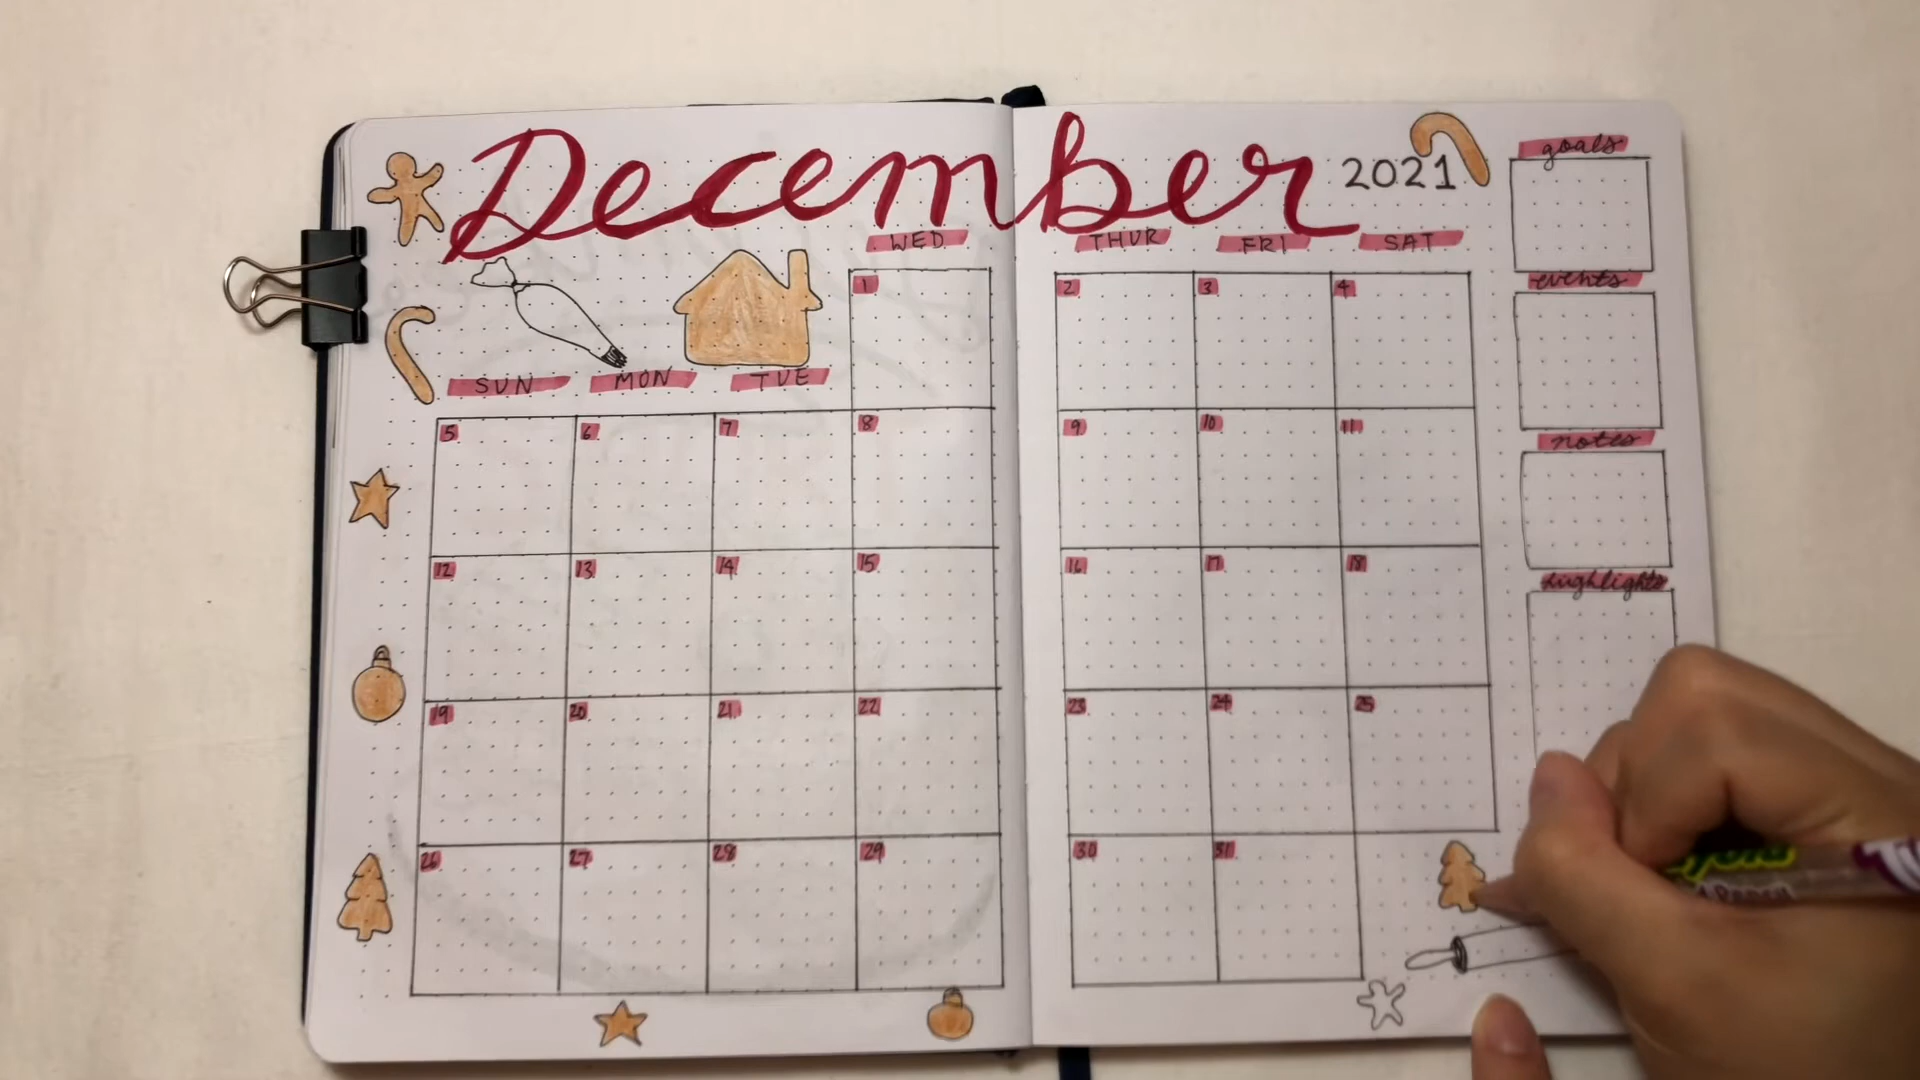 December 2021
goals
WED THUR FRI SAT
1 2 3 4
events
SUN MON TUE
5 6 7 8 9 10 11
notes
12 13 14 15 16 17 18
highlights
19 20 21 22 23 24 25
26 27 28 29 30 31